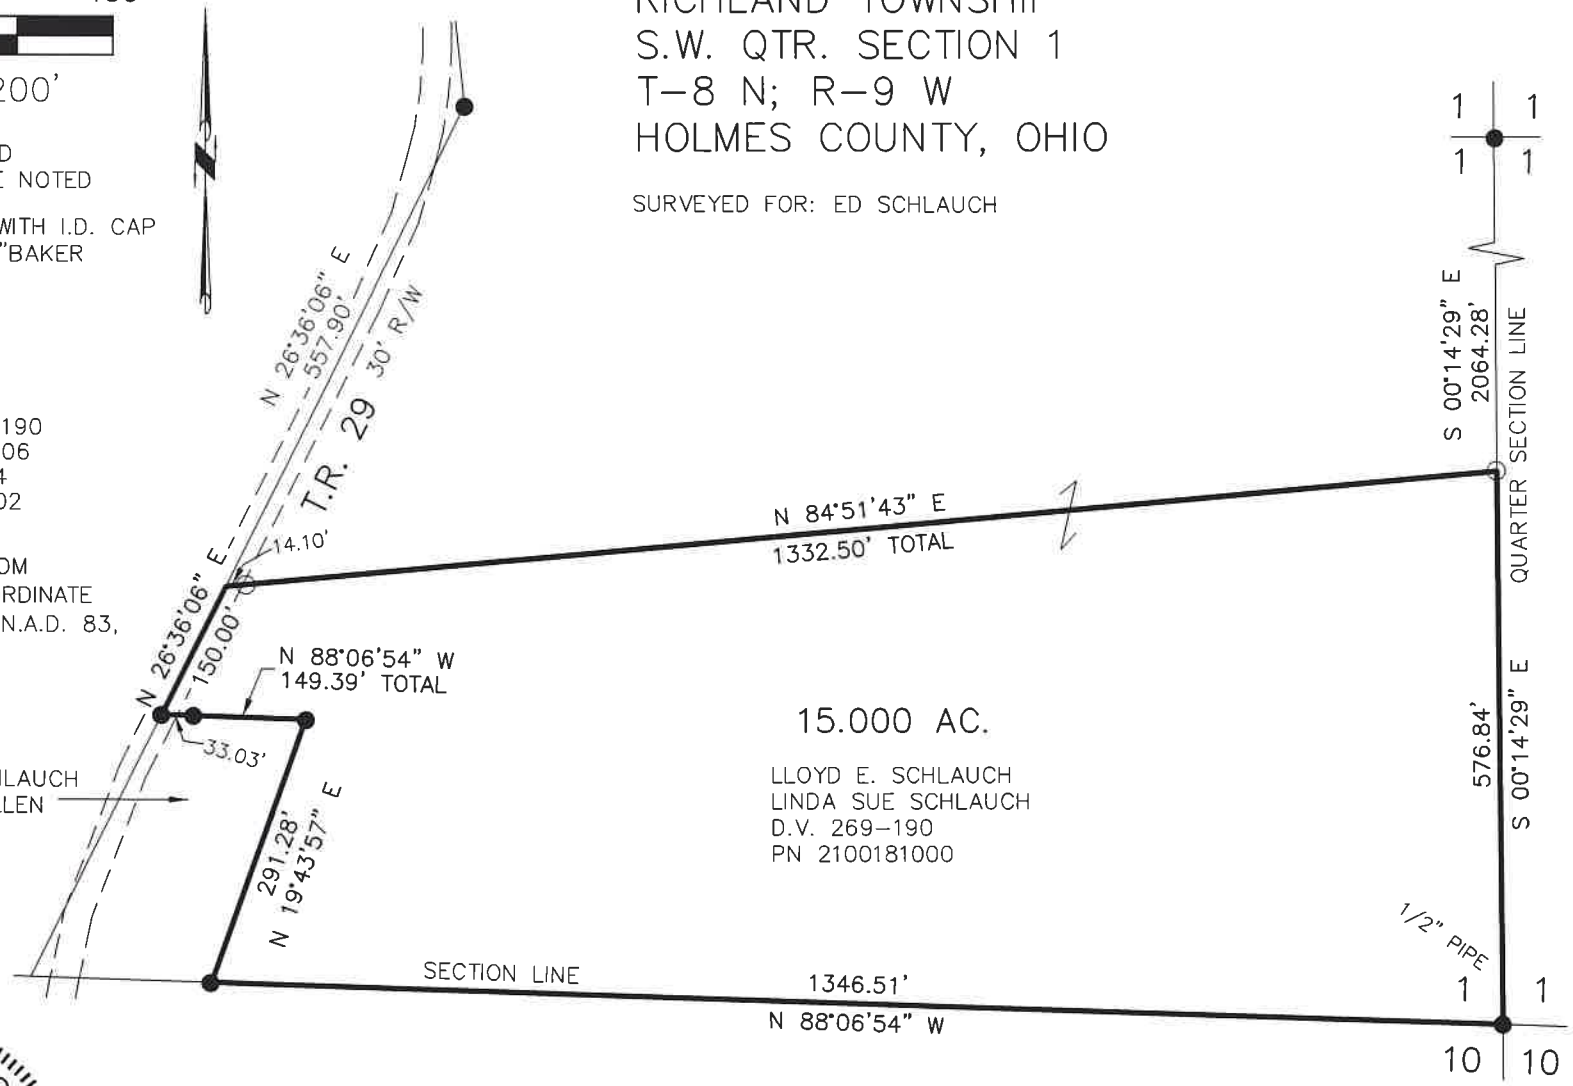 S.W. QTR. SECTION 1
T–8 N; R–9 W
HOLMES COUNTY, OHIO
SURVEYED FOR: ED SCHLAUCH
200'
E NOTED
WITH I.D. CAP
"BAKER
190
06
4
02
OM
RDINATE
N.A.D. 83,
HLAUCH
LLEN
N 26°36'06" E
557.90'
30' R/W
T.R. 29
14.10'
N 26°36'06" E
150.00'
N 88°06'54" W
149.39' TOTAL
33.03'
291.28'
N 19°43'57" E
N 84°51'43" E
1332.50' TOTAL
1 1
1 1
S 00°14'29" E
2064.28'
QUARTER SECTION LINE
15.000 AC.
LLOYD E. SCHLAUCH
LINDA SUE SCHLAUCH
D.V. 269–190
PN 2100181000
576.84'
S 00°14'29" E
1/2" PIPE
SECTION LINE
1346.51'
N 88°06'54" W
1 1
10 10